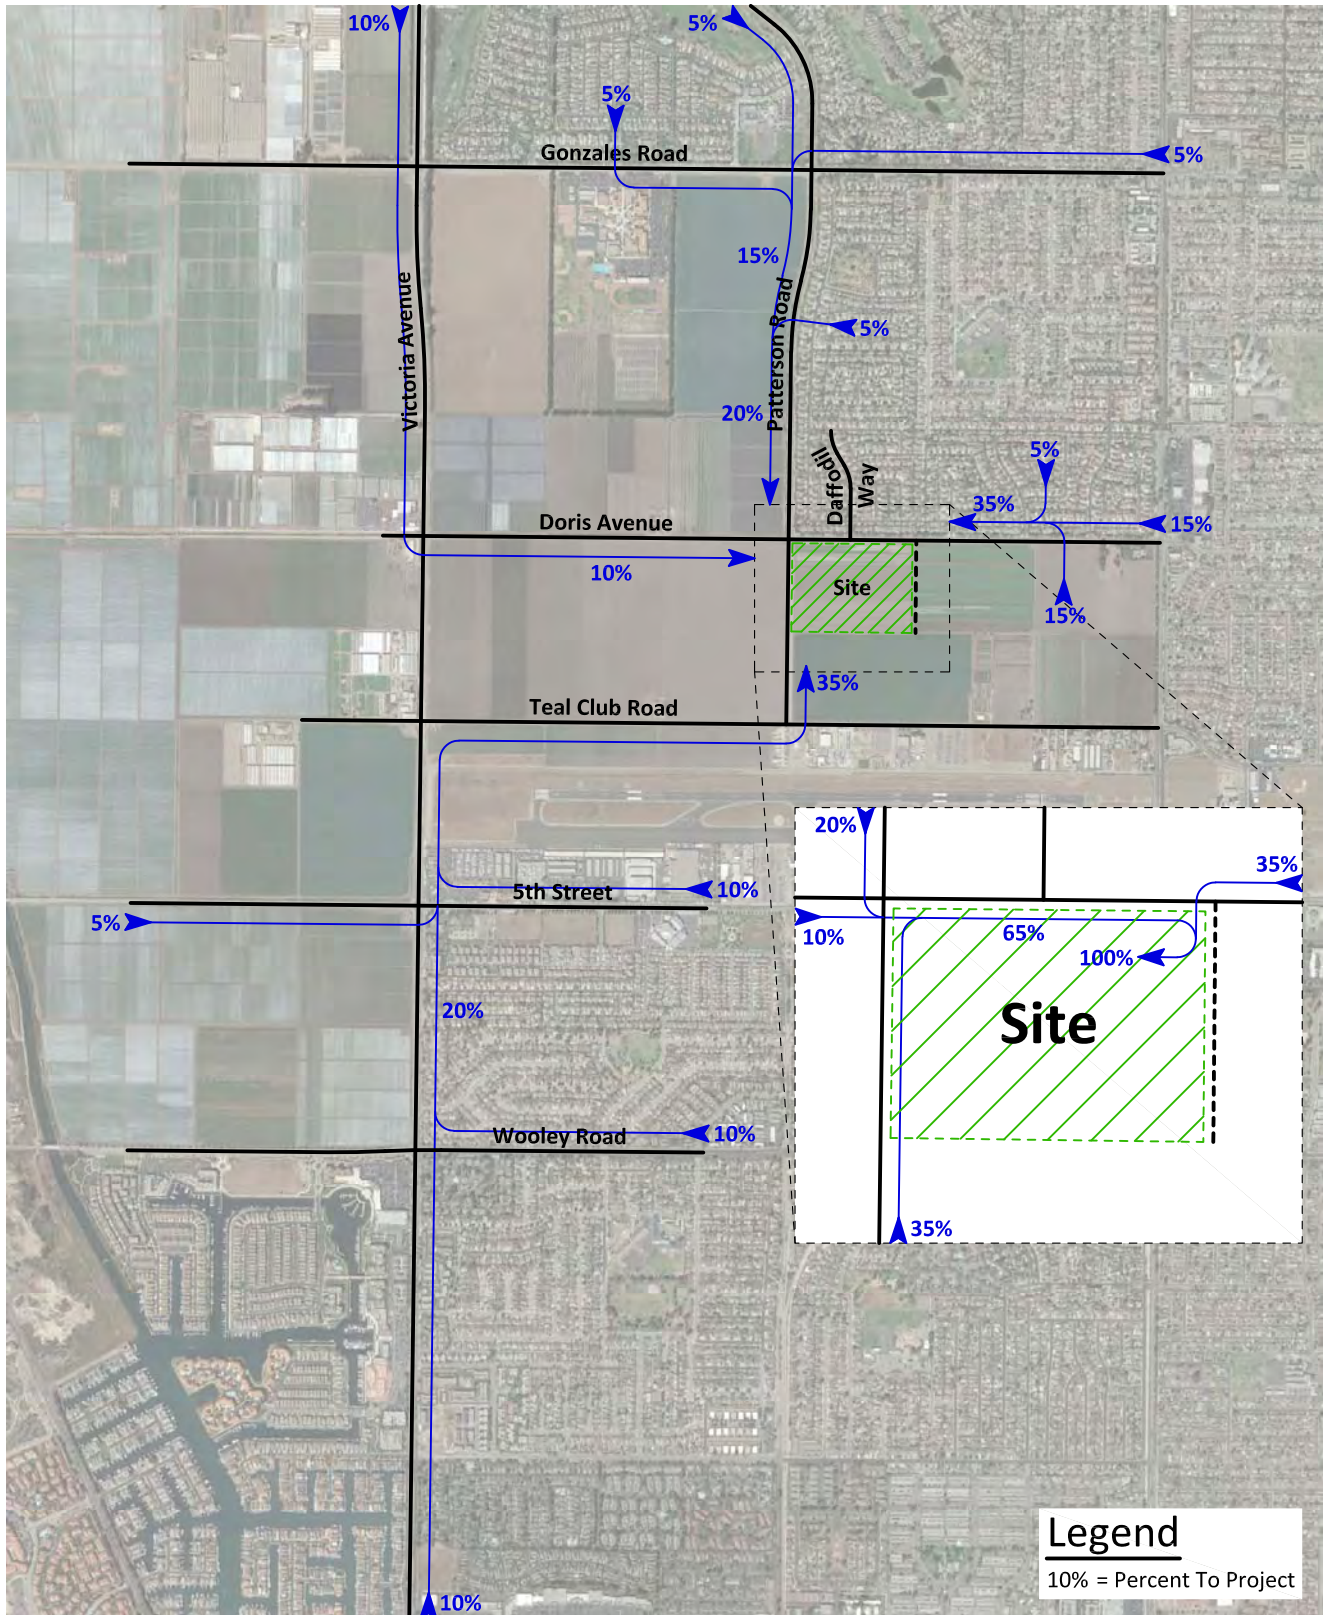 10%
5%
5%
Gonzales Road
5%
15%
Victoria Avenue
Patterson Road
5%
20%
Daffodil
Way
5%
35%
15%
Doris Avenue
10%
Site
15%
35%
Teal Club Road
20%
35%
5th Street
10%
5%
10%
65%
100%
Site
20%
Wooley Road
10%
35%
10%
Legend
10% = Percent To Project